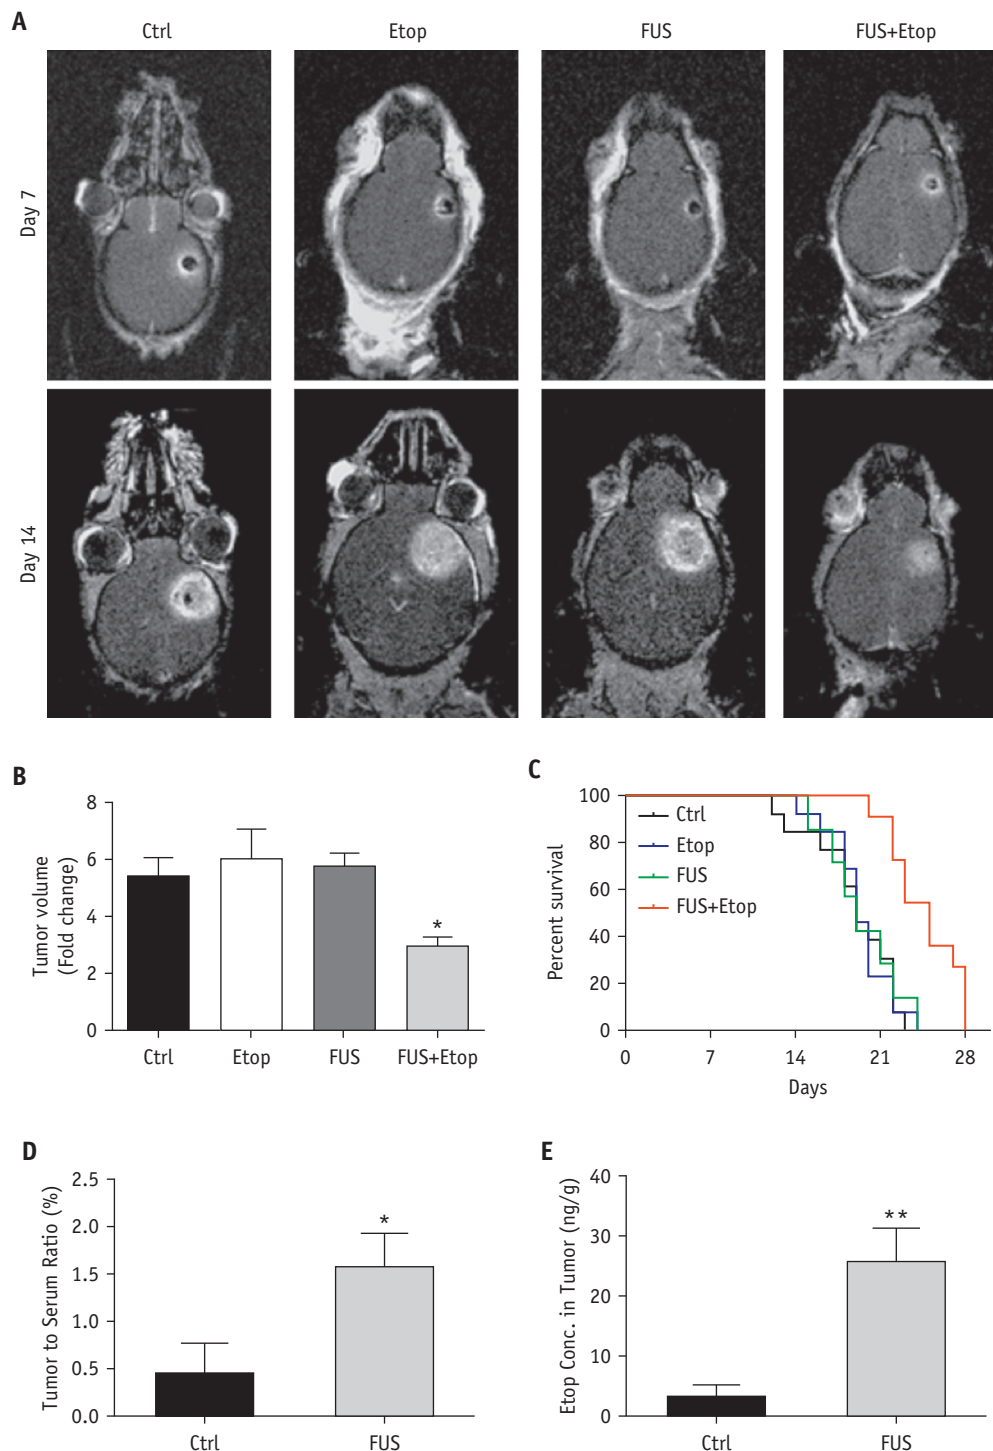 A
Ctrl Etop FUS FUS+Etop
Day 7
Day 14
B
Tumor volume
(Fold change)
8
6
4
2
0
Ctrl Etop FUS FUS+Etop
*
C
Percent survival
100
80
60
40
20
0
Ctrl
Etop
FUS
FUS+Etop
0 7 14 21 28
Days
D
Tumor to Serum Ratio (%)
2.5
2.0
1.5
1.0
0.5
0.0
*
Ctrl FUS
E
Etop Conc. in Tumor (ng/g)
40
30
20
10
0
**
Ctrl FUS